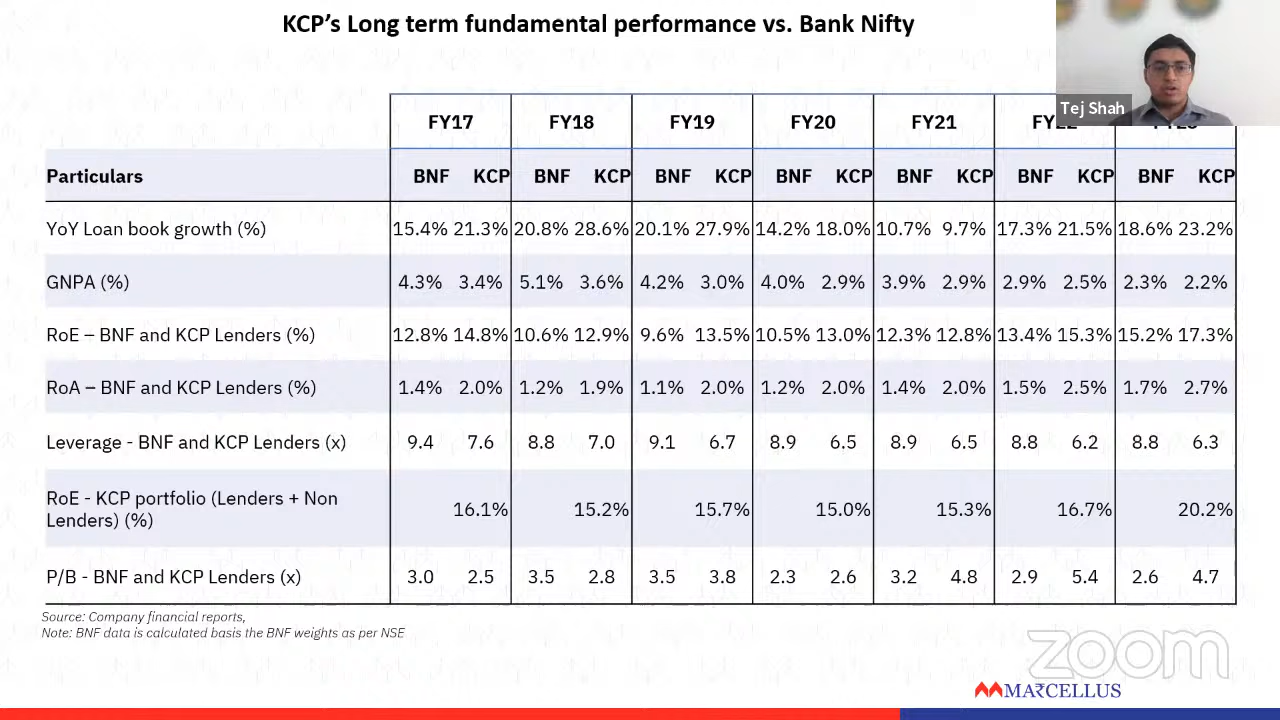 KCP's Long term fundamental performance vs. Bank Nifty
Tej Shah
FY17 FY18 FY19 FY20 FY21
Particulars BNF KCP BNF KCP BNF KCP BNF KCP BNF KCP BNF KCP BNF KCP
YoY Loan book growth (%) 15.4% 21.3% 20.8% 28.6% 20.1% 27.9% 14.2% 18.0% 10.7% 9.7% 17.3% 21.5% 18.6% 23.2%
GNPA (%) 4.3% 3.4% 5.1% 3.6% 4.2% 3.0% 4.0% 2.9% 3.9% 2.9% 2.9% 2.5% 2.3% 2.2%
RoE – BNF and KCP Lenders (%) 12.8% 14.8% 10.6% 12.9% 9.6% 13.5% 10.5% 13.0% 12.3% 12.8% 13.4% 15.3% 15.2% 17.3%
RoA – BNF and KCP Lenders (%) 1.4% 2.0% 1.2% 1.9% 1.1% 2.0% 1.2% 2.0% 1.4% 2.0% 1.5% 2.5% 1.7% 2.7%
Leverage - BNF and KCP Lenders (x) 9.4 7.6 8.8 7.0 9.1 6.7 8.9 6.5 8.9 6.5 8.8 6.2 8.8 6.3
RoE - KCP portfolio (Lenders + Non
Lenders) (%) 16.1% 15.2% 15.7% 15.0% 15.3% 16.7% 20.2%
P/B - BNF and KCP Lenders (x) 3.0 2.5 3.5 2.8 3.5 3.8 2.3 2.6 3.2 4.8 2.9 5.4 2.6 4.7
Source: Company financial reports,
Note: BNF data is calculated basis the BNF weights as per NSE
zoom
MARCELLUS